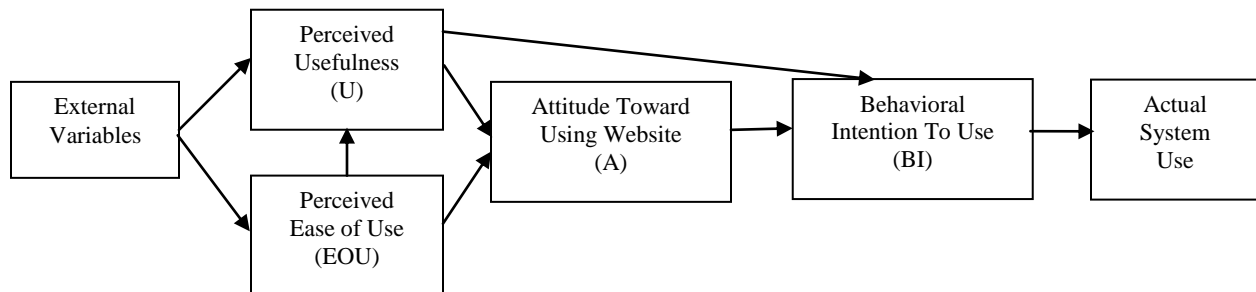 External
Variables
Perceived
Usefulness
(U)
Perceived
Ease of Use
(EOU)
Attitude Toward
Using Website
(A)
Behavioral
Intention To Use
(BI)
Actual
System
Use